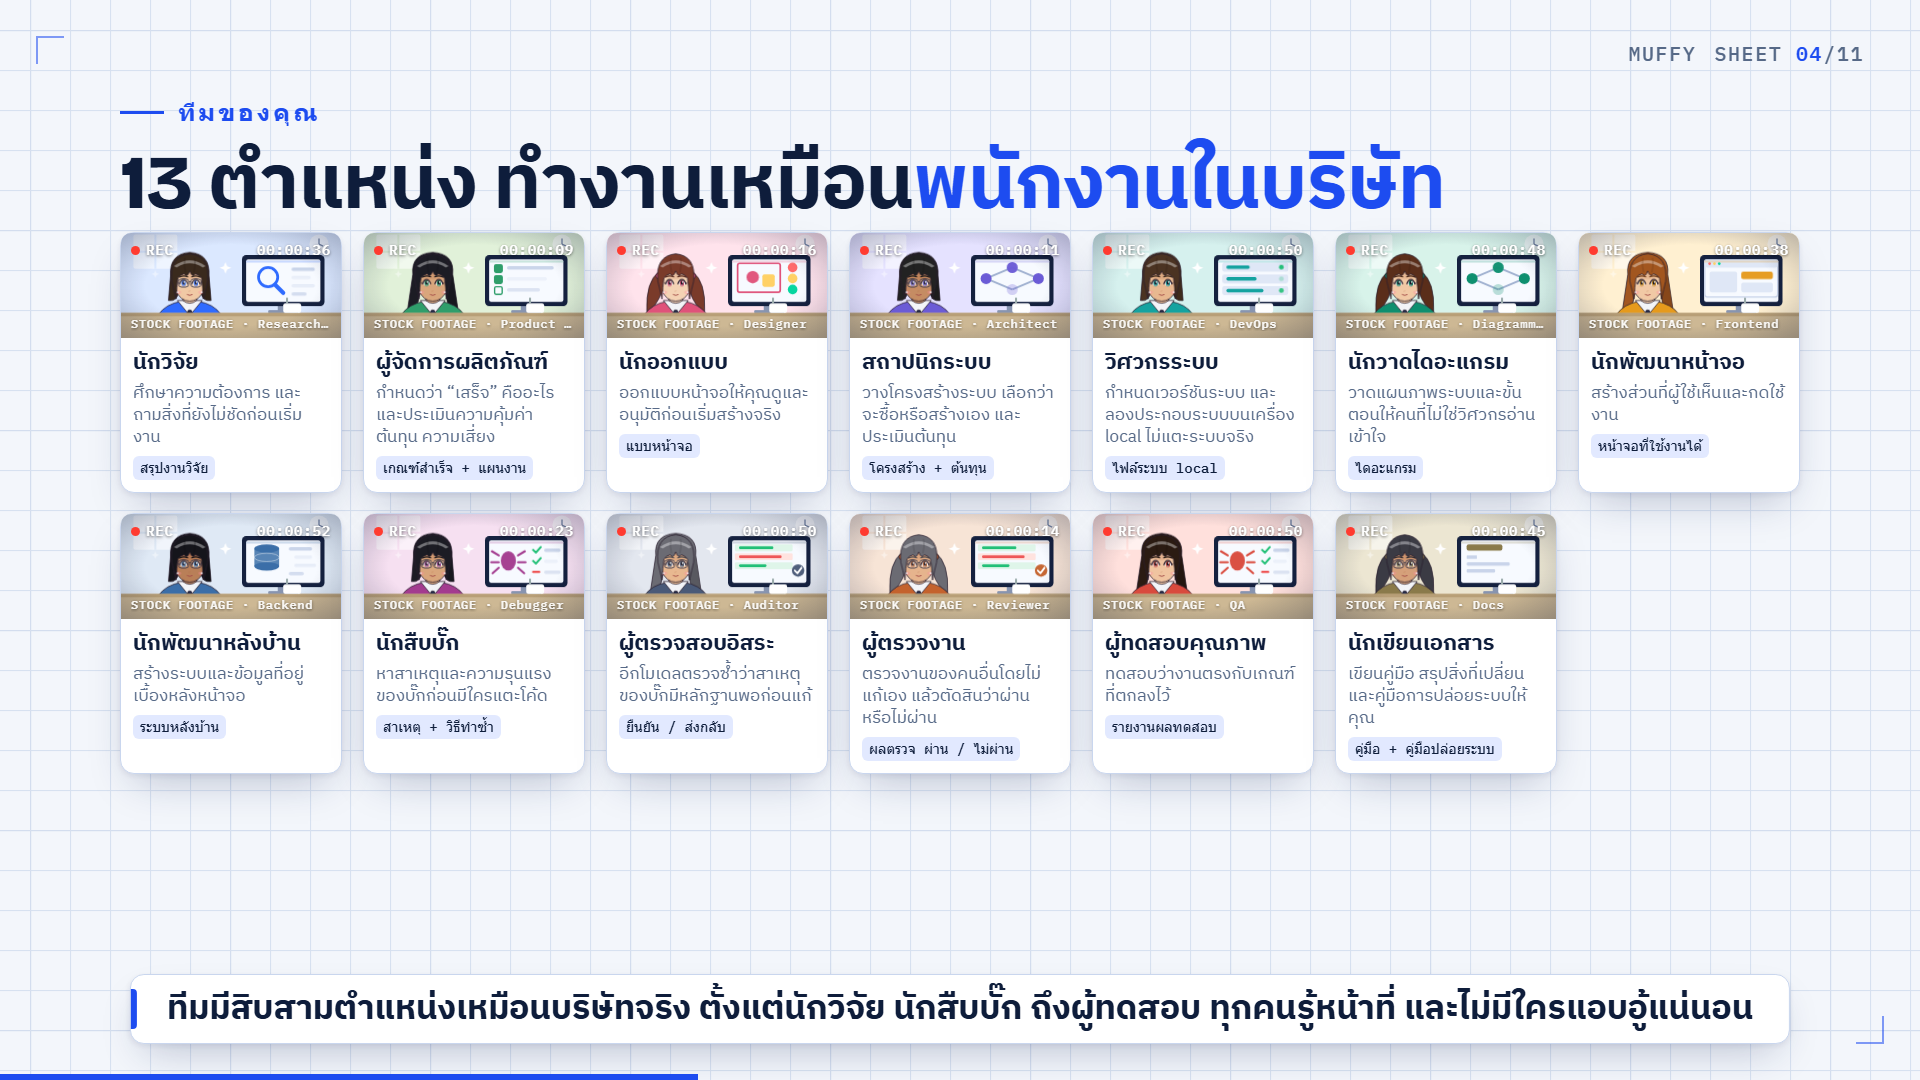 MUFFY SHEET 04/11
ทีมของคุณ
13 ตำแหน่ง ทำงานเหมือนพนักงานในบริษัท
REC 00:00:36
STOCK FOOTAGE · Research…
นักวิจัย
ศึกษาความต้องการ และ
ถามสิ่งที่ยังไม่ชัดก่อนเริ่ม
งาน
สรุปงานวิจัย
REC 00:00:09
STOCK FOOTAGE · Product …
ผู้จัดการผลิตภัณฑ์
กำหนดว่า “เสร็จ” คืออะไร
และประเมินความคุ้มค่า
ต้นทุน ความเสี่ยง
เกณฑ์สำเร็จ + แผนงาน
REC 00:00:16
STOCK FOOTAGE · Designer
นักออกแบบ
ออกแบบหน้าจอให้คุณดูและ
อนุมัติก่อนเริ่มสร้างจริง
แบบหน้าจอ
REC 00:00:11
STOCK FOOTAGE · Architect
สถาปนิกระบบ
วางโครงสร้างระบบ เลือกว่า
จะซื้อหรือสร้างเอง และ
ประเมินต้นทุน
โครงสร้าง + ต้นทุน
REC 00:00:50
STOCK FOOTAGE · DevOps
วิศวกรระบบ
กำหนดเวอร์ชันระบบ และ
ลองประกอบระบบบนเครื่อง
local ไม่แตะระบบจริง
ไฟล์ระบบ local
REC 00:00:48
STOCK FOOTAGE · Diagramm…
นักวาดไดอะแกรม
วาดแผนภาพระบบและขั้น
ตอนให้คนที่ไม่ใช่วิศวกรอ่าน
เข้าใจ
ไดอะแกรม
REC 00:00:38
STOCK FOOTAGE · Frontend
นักพัฒนาหน้าจอ
สร้างส่วนที่ผู้ใช้เห็นและกดใช้
งาน
หน้าจอที่ใช้งานได้
REC 00:00:52
STOCK FOOTAGE · Backend
นักพัฒนาหลังบ้าน
สร้างระบบและข้อมูลที่อยู่
เบื้องหลังหน้าจอ
ระบบหลังบ้าน
REC 00:00:23
STOCK FOOTAGE · Debugger
นักสืบบั๊ก
หาสาเหตุและความรุนแรง
ของบั๊กก่อนมีใครแตะโค้ด
สาเหตุ + วิธีทำซ้ำ
REC 00:00:50
STOCK FOOTAGE · Auditor
ผู้ตรวจสอบอิสระ
อีกโมเดลตรวจซ้ำว่าสาเหตุ
ของบั๊กมีหลักฐานพอก่อนแก้
ยืนยัน / ส่งกลับ
REC 00:00:14
STOCK FOOTAGE · Reviewer
ผู้ตรวจงาน
ตรวจงานของคนอื่นโดยไม่
แก้เอง แล้วตัดสินว่าผ่าน
หรือไม่ผ่าน
ผลตรวจ ผ่าน / ไม่ผ่าน
REC 00:00:50
STOCK FOOTAGE · QA
ผู้ทดสอบคุณภาพ
ทดสอบว่างานตรงกับเกณฑ์
ที่ตกลงไว้
รายงานผลทดสอบ
REC 00:00:45
STOCK FOOTAGE · Docs
นักเขียนเอกสาร
เขียนคู่มือ สรุปสิ่งที่เปลี่ยน
และคู่มือการปล่อยระบบให้
คุณ
คู่มือ + คู่มือปล่อยระบบ
ทีมมีสิบสามตำแหน่งเหมือนบริษัทจริง ตั้งแต่นักวิจัย นักสืบบั๊ก ถึงผู้ทดสอบ ทุกคนรู้หน้าที่ และไม่มีใครแอบอู้แน่นอน